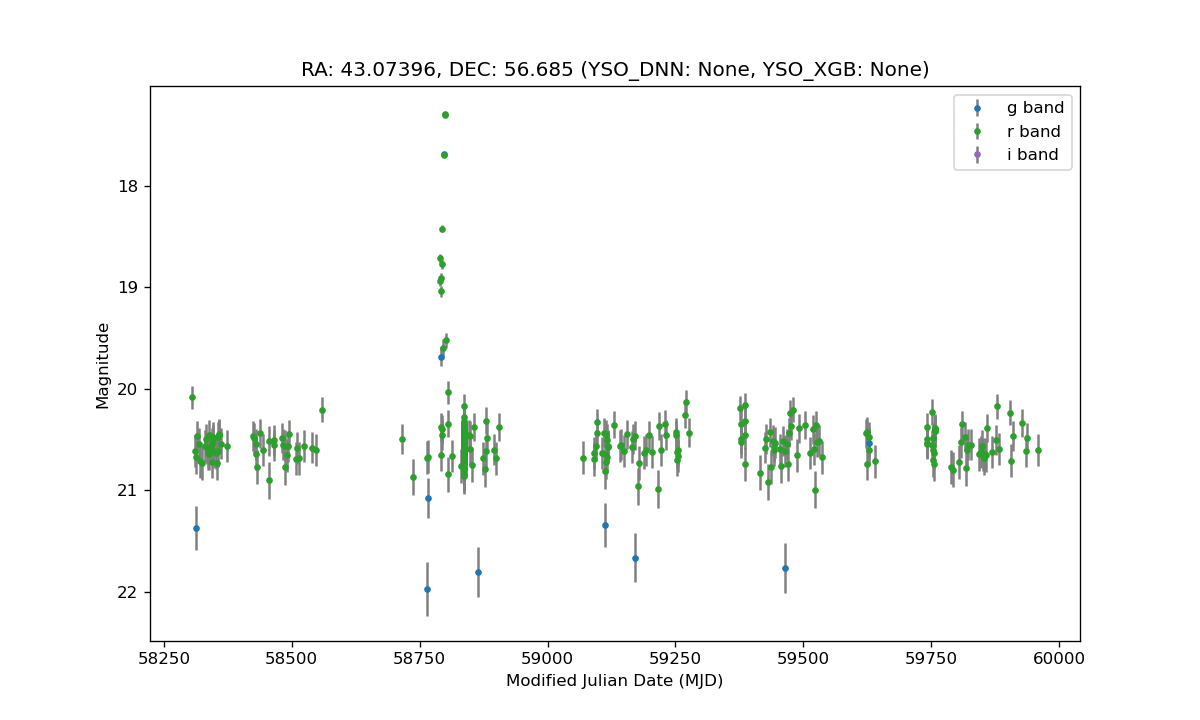 RA: 43.07396, DEC: 56.685 (YSO_DNN: None, YSO_XGB: None)
g band
r band
i band
18
19
20
21
22
Magnitude
58250
58500
58750
59000
59250
59500
59750
60000
Modified Julian Date (MJD)